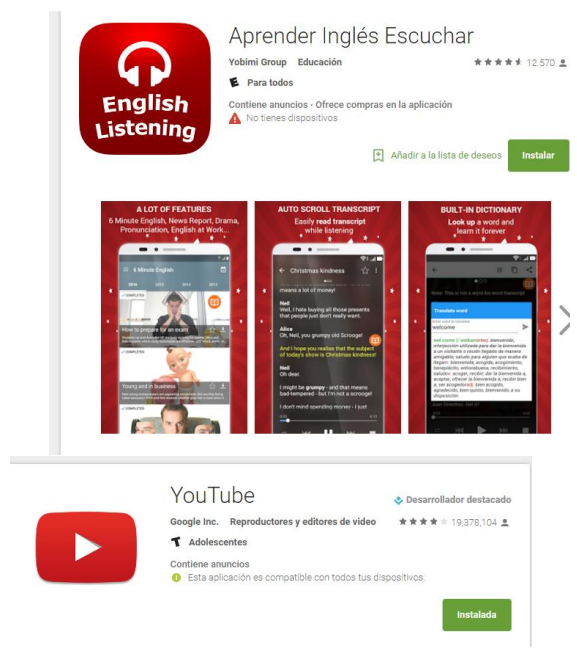 Aprender Inglés Escuchar
Yobimi Group Educación
12.570
E Para todos
Contiene anuncios · Ofrece compras en la aplicación
No tienes dispositivos
Añadir a la lista de deseos
Instalar
English
Listening
A LOT OF FEATURES
6 Minute English, News Report, Drama,
Pronunciation, English at Work...
6 Minute English
2016 2015 2014 2013
COMPLETED
How to prepare for an exam
Young and in business
COMPLETED
AUTO SCROLL TRANSCRIPT
Easily read transcript
while listening
Christmas kindness
means a lot of money!
Neil
Well, I hate buying all those presents
that people just don't really want.
Alice
Oh, Neil, you grumpy old Scrooge!
And I hope you realise that the subject
of today's show is Christmas kindness!
Neil
Oh dear.
I might be grumpy - and that means
bad-tempered - but I'm not a scrooge!
I don't mind spending money - I just
BUILT-IN DICTIONARY
Look up a word and
learn it forever
Translate word
welcome
YouTube
Desarrollador destacado
Google Inc. Reproductores y editores de video
19,378,104
T Adolescentes
Contiene anuncios
Esta aplicación es compatible con todos tus dispositivos.
Instalada